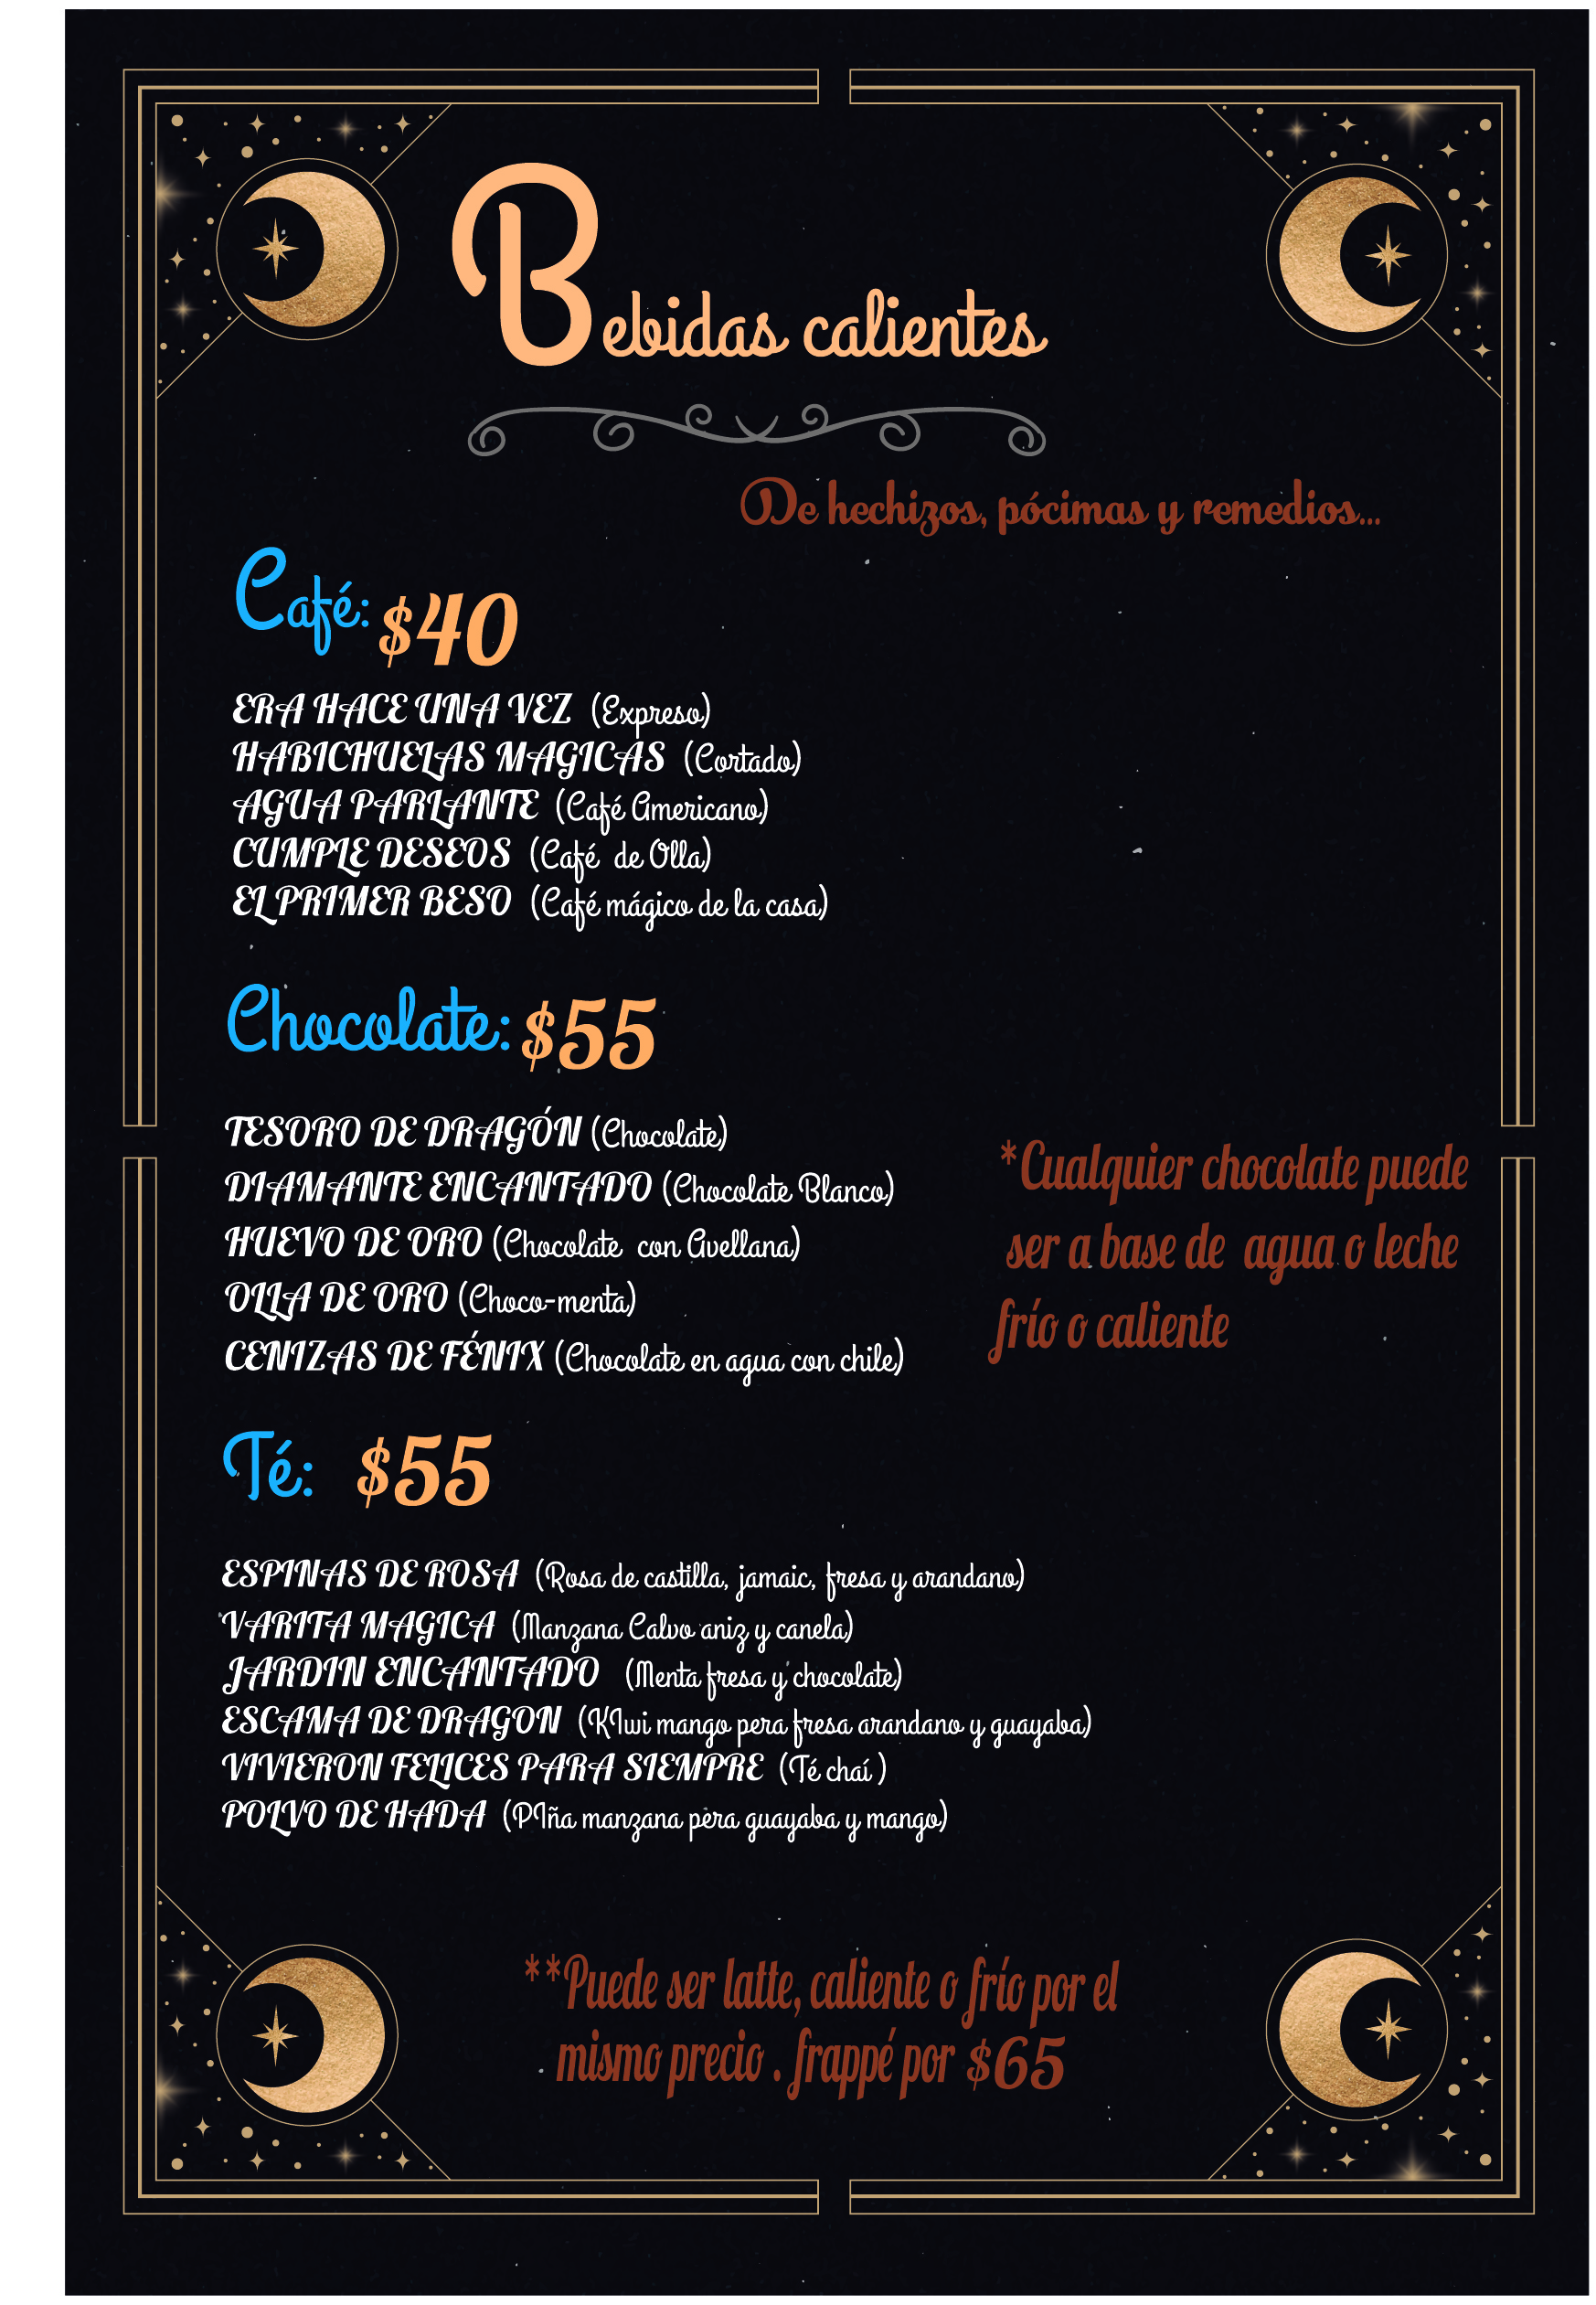 Bebidas calientes
De hechizos, pócimas y remedios...
Café: $40
ERA HACE UNA VEZ (Expreso)
HABICHUELAS MAGICAS (Cortado)
AGUA PARLANTE (Café Americano)
CUMPLE DESEOS (Café de Olla)
EL PRIMER BESO (Café mágico de la casa)
Chocolate: $55
TESORO DE DRAGÓN (Chocolate)
DIAMANTE ENCANTADO (Chocolate Blanco)
HUEVO DE ORO (Chocolate con Avellana)
OLLA DE ORO (Choco-menta)
CENIZAS DE FÉNIX (Chocolate en agua con chile)
*Cualquier chocolate puede
ser a base de agua o leche
frío o caliente
Té: $55
ESPINAS DE ROSA (Rosa de castilla, jamaic, fresa y arandano)
VARITA MAGICA (Manzana Calvo aniz y canela)
JARDIN ENCANTADO (Menta fresa y chocolate)
ESCAMA DE DRAGON (KIwi mango pera fresa arandano y guayaba)
VIVIERON FELICES PARA SIEMPRE (Té chaí )
POLVO DE HADA (PIña manzana pera guayaba y mango)
**Puede ser latte, caliente o frío por el
mismo precio . frappé por $65